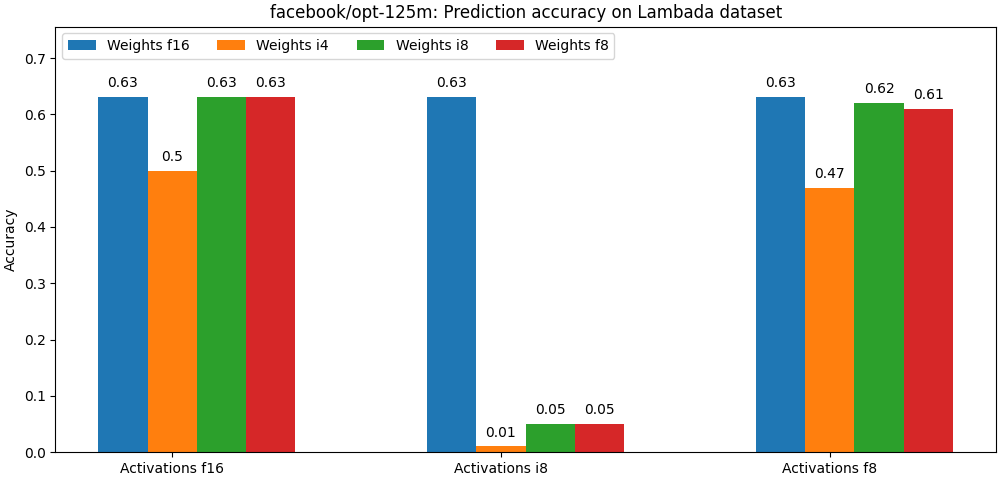 facebook/opt-125m: Prediction accuracy on Lambada dataset
Weights f16 Weights i4 Weights i8 Weights f8
Accuracy
0.7
0.6
0.5
0.4
0.3
0.2
0.1
0.0
0.63 0.5 0.63 0.63
0.63 0.01 0.05 0.05
0.63 0.47 0.62 0.61
Activations f16 Activations i8 Activations f8